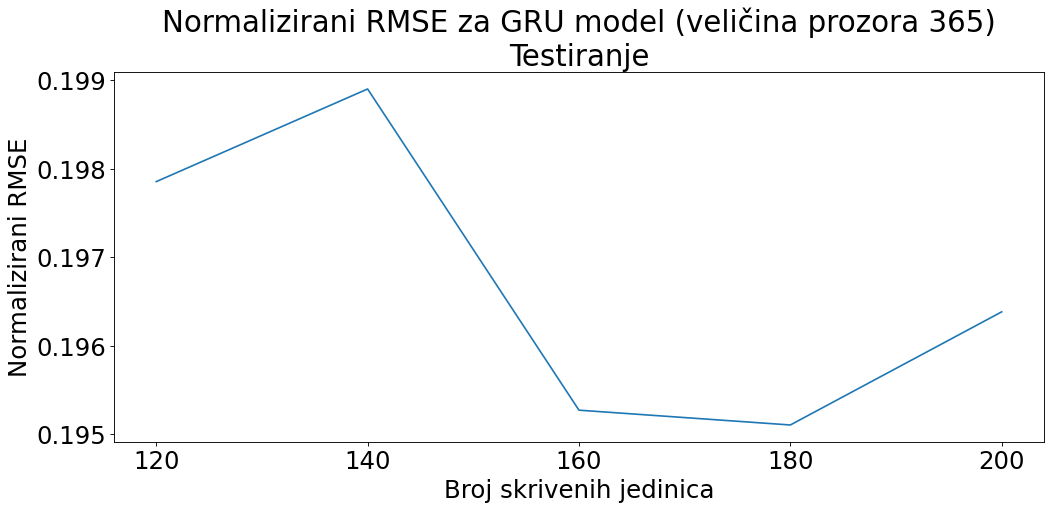 Normalizirani RMSE za GRU model (veličina prozora 365)
Testiranje
Normalizirani RMSE
0.199
0.198
0.197
0.196
0.195
120 140 160 180 200
Broj skrivenih jedinica